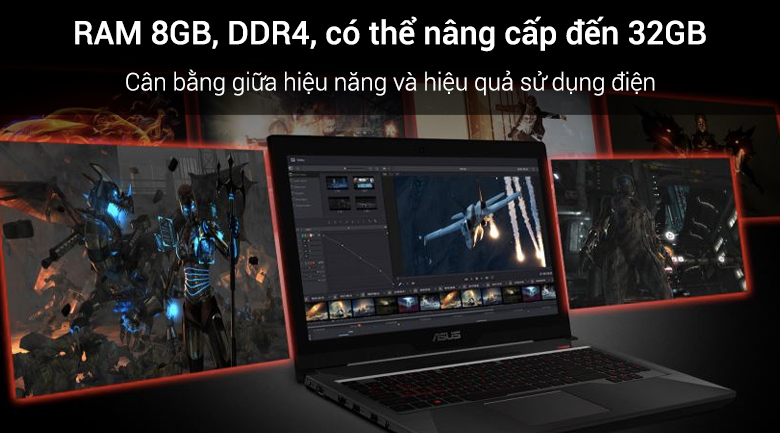 RAM 8GB, DDR4, có thể nâng cấp đến 32GB
Cân bằng giữa hiệu năng và hiệu quả sử dụng điện
ASUS